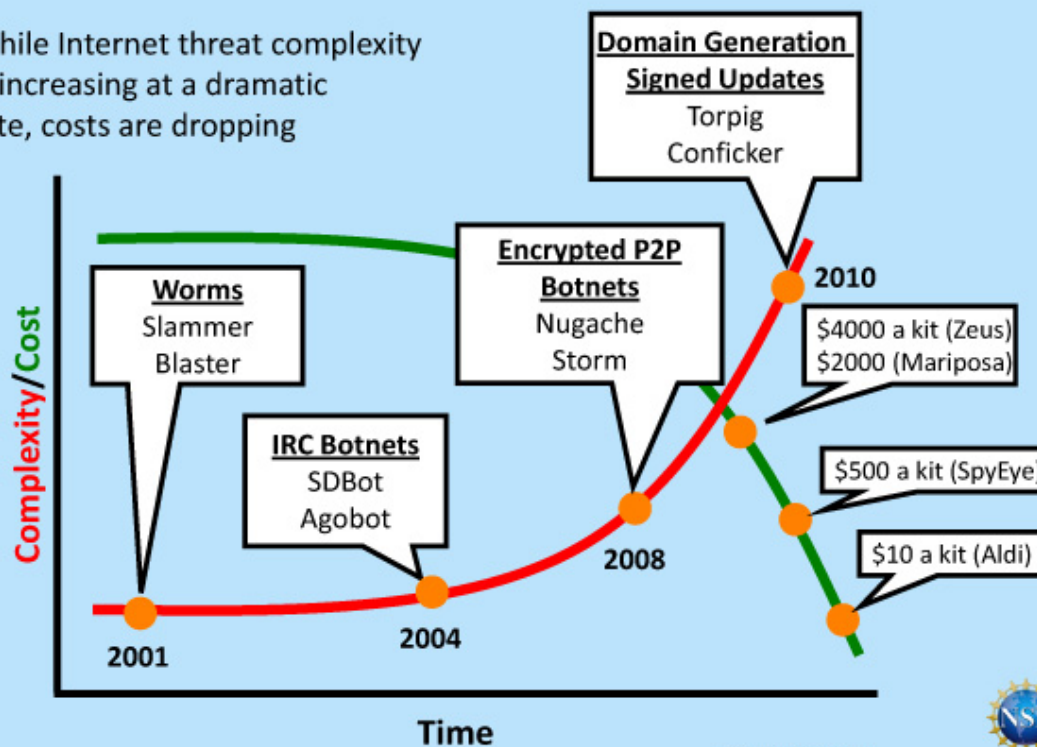 hile Internet threat complexity
increasing at a dramatic
te, costs are dropping
Domain Generation
Signed Updates
Torpig
Conficker
Encrypted P2P
Botnets
Nugache
Storm
Worms
Slammer
Blaster
IRC Botnets
SDBot
Agobot
2010
$4000 a kit (Zeus)
$2000 (Mariposa)
$500 a kit (SpyEye)
$10 a kit (Aldi)
2008
2004
2001
Complexity/Cost
Time
NS